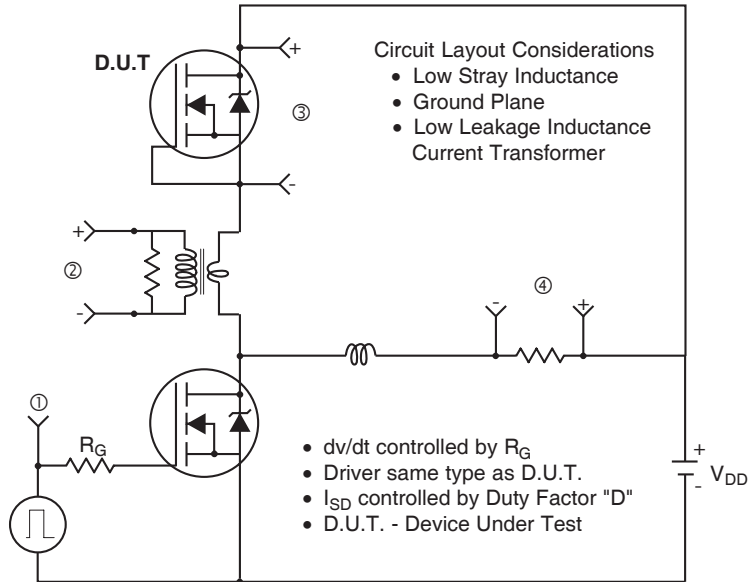 D.U.T
+
-
③
Circuit Layout Considerations
• Low Stray Inductance
• Ground Plane
• Low Leakage Inductance
Current Transformer
+
②
-
④
-
+
①
R_G
• dv/dt controlled by R_G
• Driver same type as D.U.T.
• I_SD controlled by Duty Factor "D"
• D.U.T. - Device Under Test
+
V_DD
-